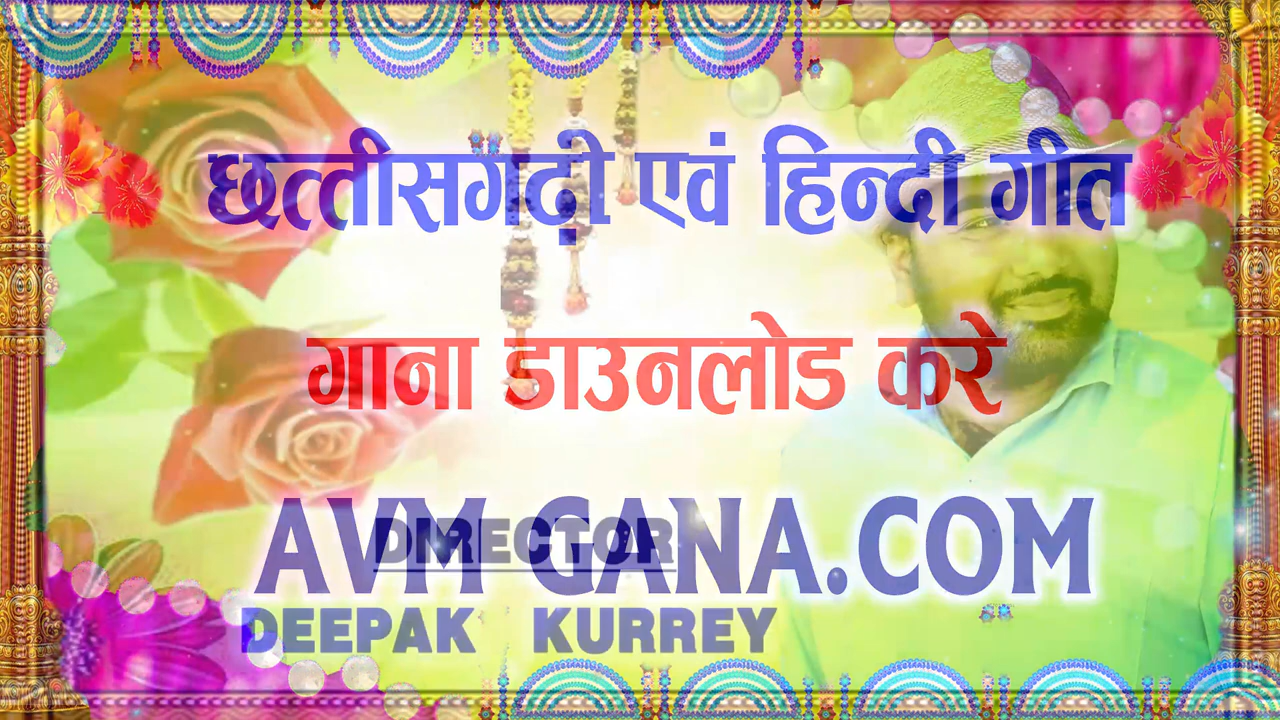 छत्तीसगढ़ी एवं हिन्दी गीत
गाना डाउनलोड करे
AVM GANA.COM
DIRECTOR
DEEPAK KURREY